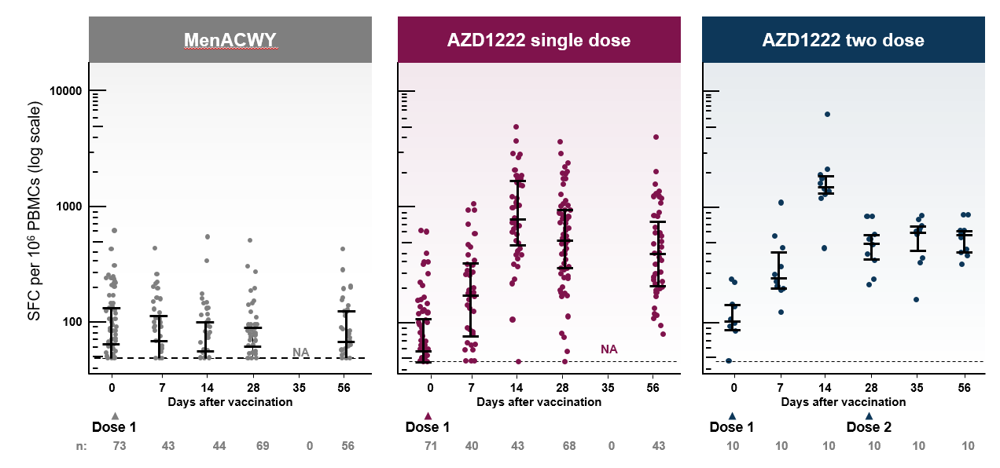 MenACWY
AZD1222 single dose
AZD1222 two dose
SFC per 10⁶ PBMCs (log scale)
10000
1000
100
NA
NA
0 7 14 28 35 56
0 7 14 28 35 56
0 7 14 28 35 56
Days after vaccination
Days after vaccination
Days after vaccination
Dose 1
Dose 1
Dose 1
Dose 2
n: 73 43 44 69 0 56
71 40 43 68 0 43
10 10 10 10 10 10